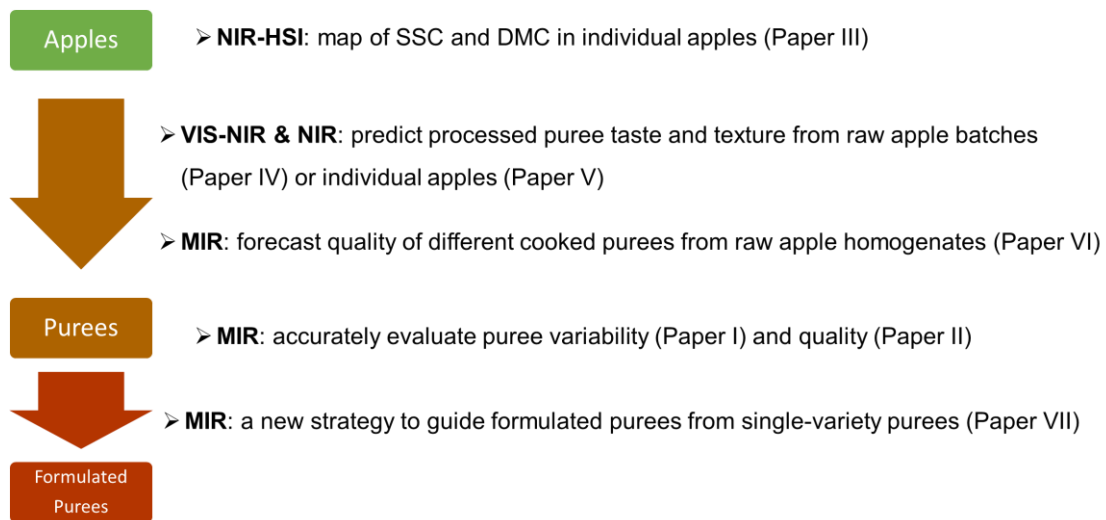 Apples
➢ NIR-HSI: map of SSC and DMC in individual apples (Paper III)
➢ VIS-NIR & NIR: predict processed puree taste and texture from raw apple batches
(Paper IV) or individual apples (Paper V)
➢ MIR: forecast quality of different cooked purees from raw apple homogenates (Paper VI)
Purees
➢ MIR: accurately evaluate puree variability (Paper I) and quality (Paper II)
➢ MIR: a new strategy to guide formulated purees from single-variety purees (Paper VII)
Formulated
Purees